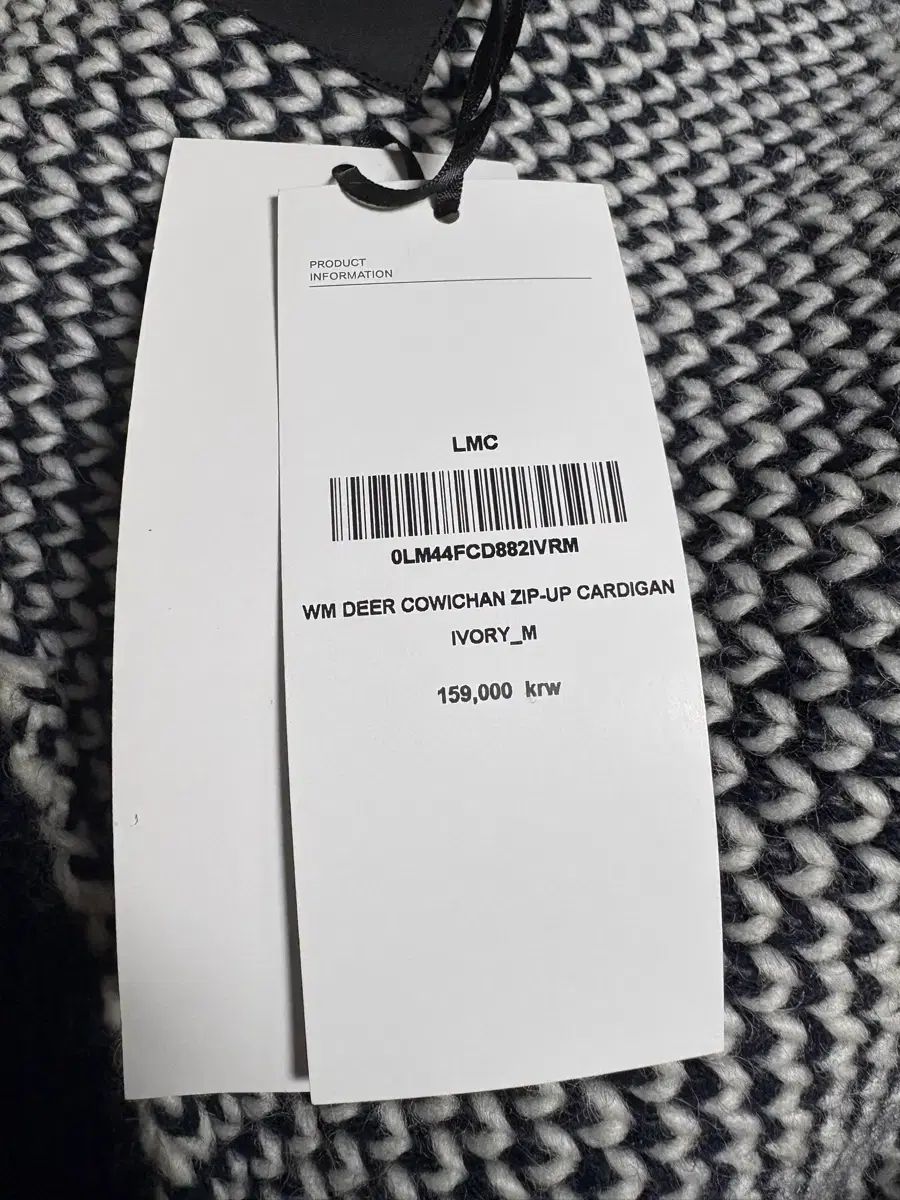 PRODUCT
INFORMATION
LMC
0LM44FCD882IVRM
WM DEER COWICHAN ZIP-UP CARDIGAN
IVORY_M
159,000 krw